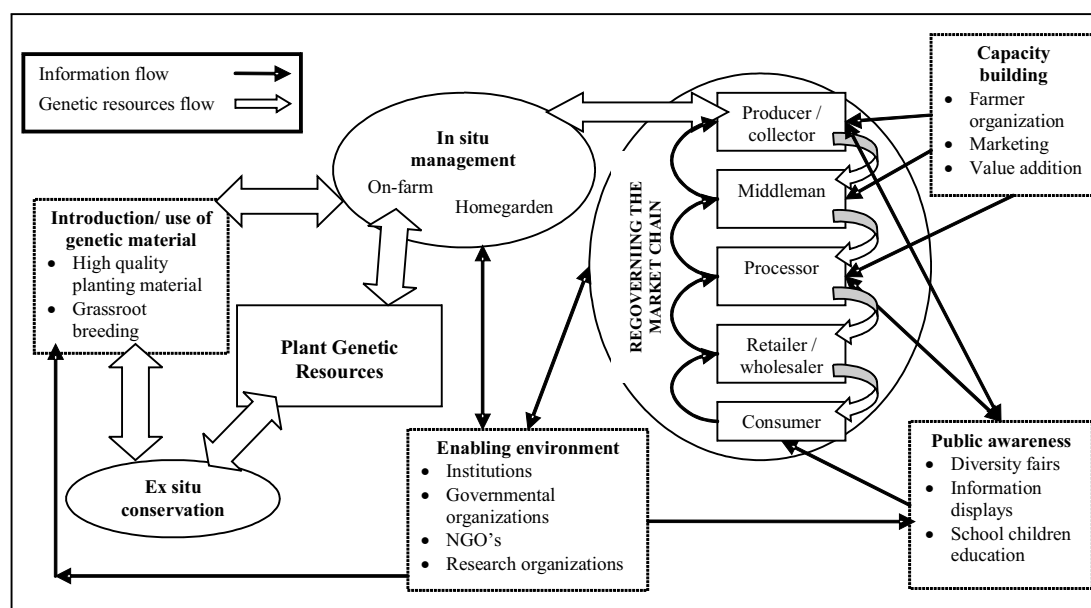 Information flow
Genetic resources flow
In situ
management
On-farm
Homegarden
Introduction/ use of
genetic material
• High quality
planting material
• Grassroot
breeding
Plant Genetic
Resources
Ex situ
conservation
REGOVERNIING THE
MARKET CHAIN
Producer /
collector
Middleman
Processor
Retailer /
wholesaler
Consumer
Capacity
building
• Farmer
organization
• Marketing
• Value addition
Enabling environment
• Institutions
• Governmental
organizations
• NGO’s
• Research organizations
Public awareness
• Diversity fairs
• Information
displays
• School children
education